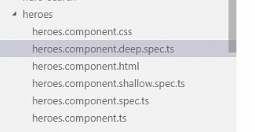 heroes
heroes.component.css
heroes.component.deep.spec.ts
heroes.component.html
heroes.component.shallow.spec.ts
heroes.component.spec.ts
heroes.component.ts